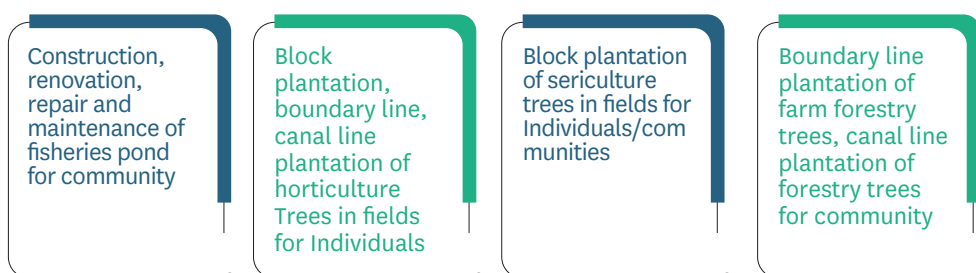 Construction,
renovation,
repair and
maintenance of
fisheries pond
for community
Block
plantation,
boundary line,
canal line
plantation of
horticulture
Trees in fields
for Individuals
Block plantation
of sericulture
trees in fields for
Individuals/com
munities
Boundary line
plantation of
farm forestry
trees, canal line
plantation of
forestry trees
for community